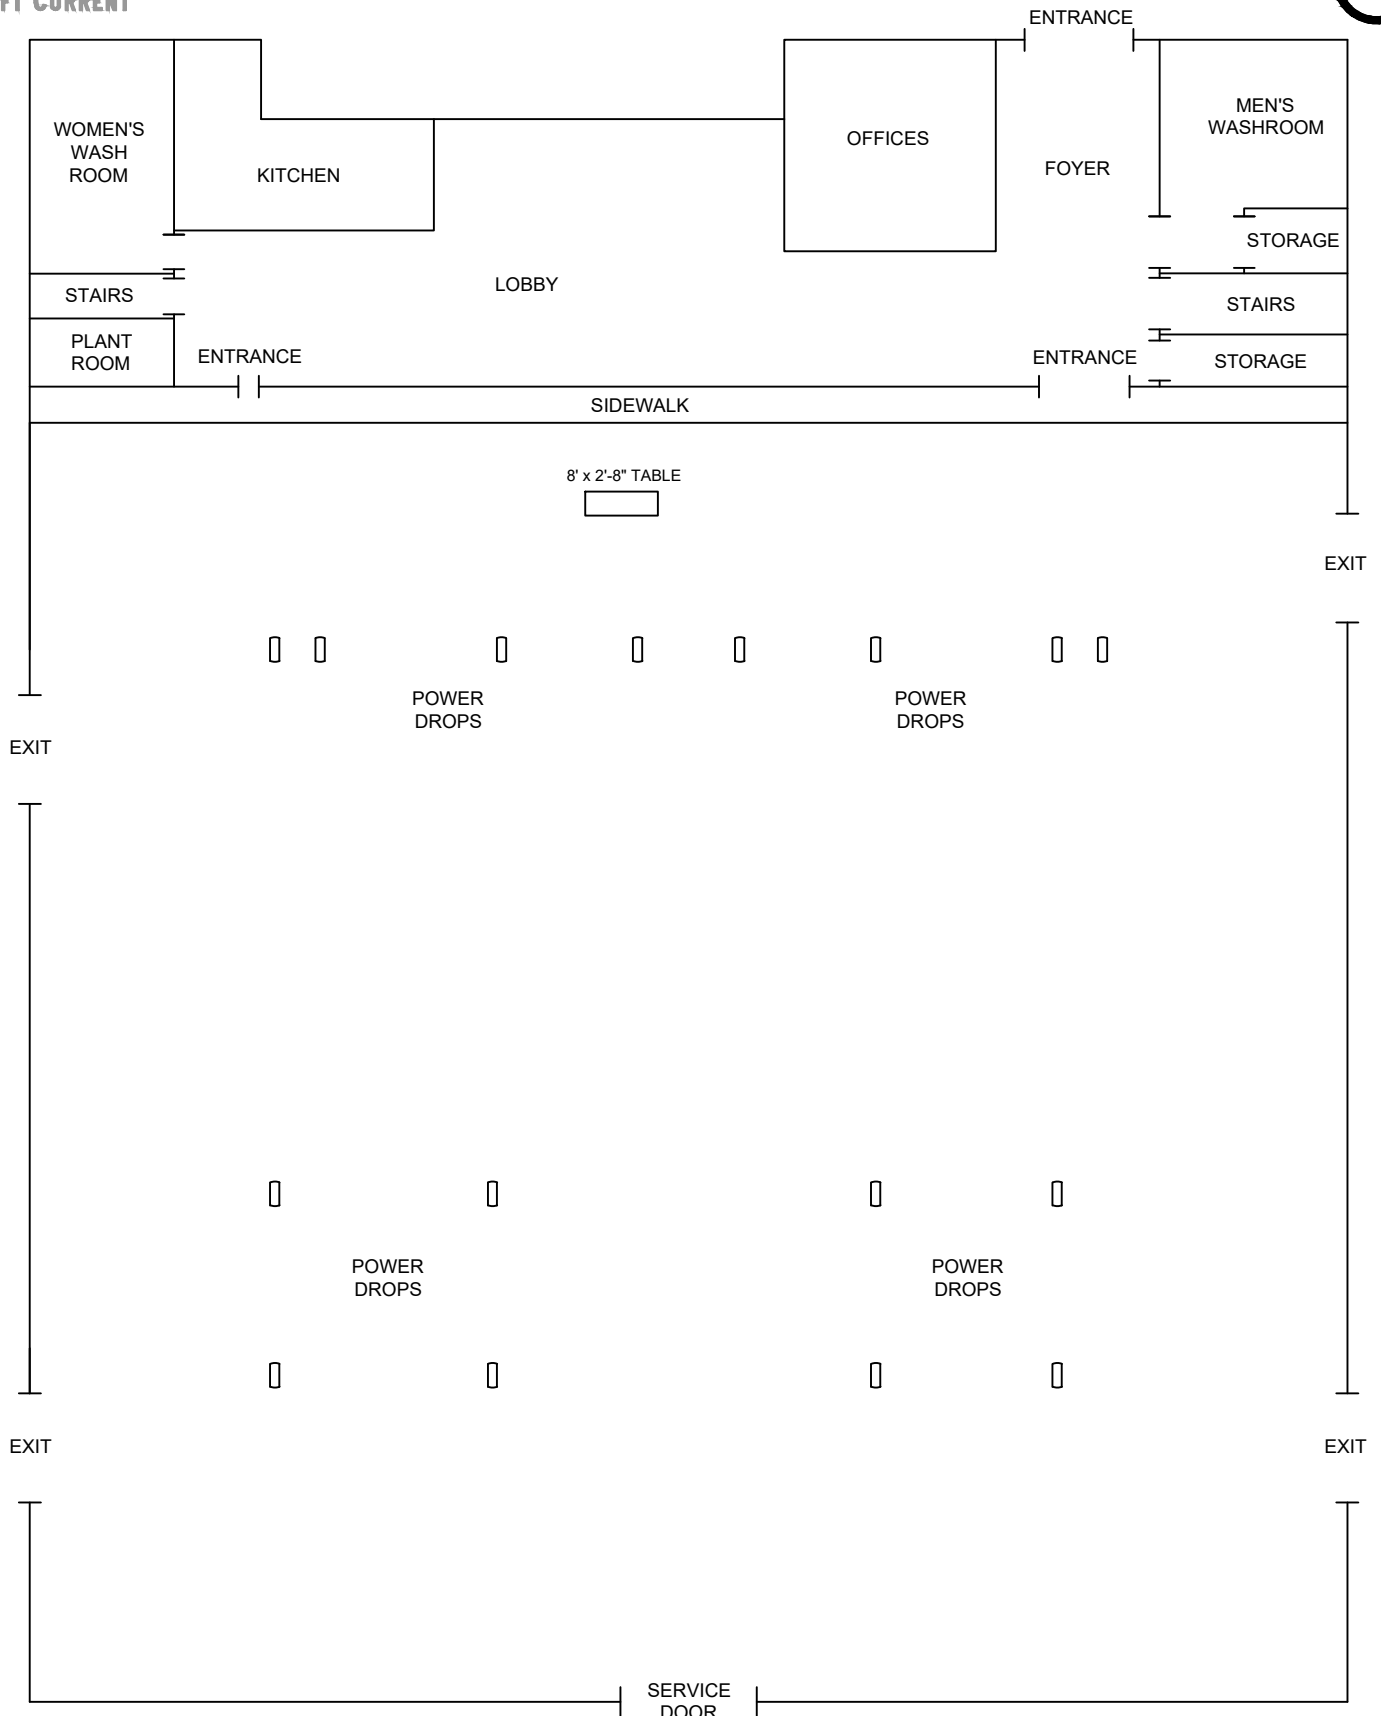 CURRENT
ENTRANCE
WOMEN'S
WASH
ROOM
KITCHEN
OFFICES
FOYER
MEN'S
WASHROOM
STORAGE
LOBBY
STAIRS
STAIRS
PLANT
ROOM
ENTRANCE
ENTRANCE
STORAGE
SIDEWALK
8' x 2'-8" TABLE
EXIT
POWER
DROPS
POWER
DROPS
EXIT
POWER
DROPS
POWER
DROPS
EXIT
EXIT
SERVICE
DOOR